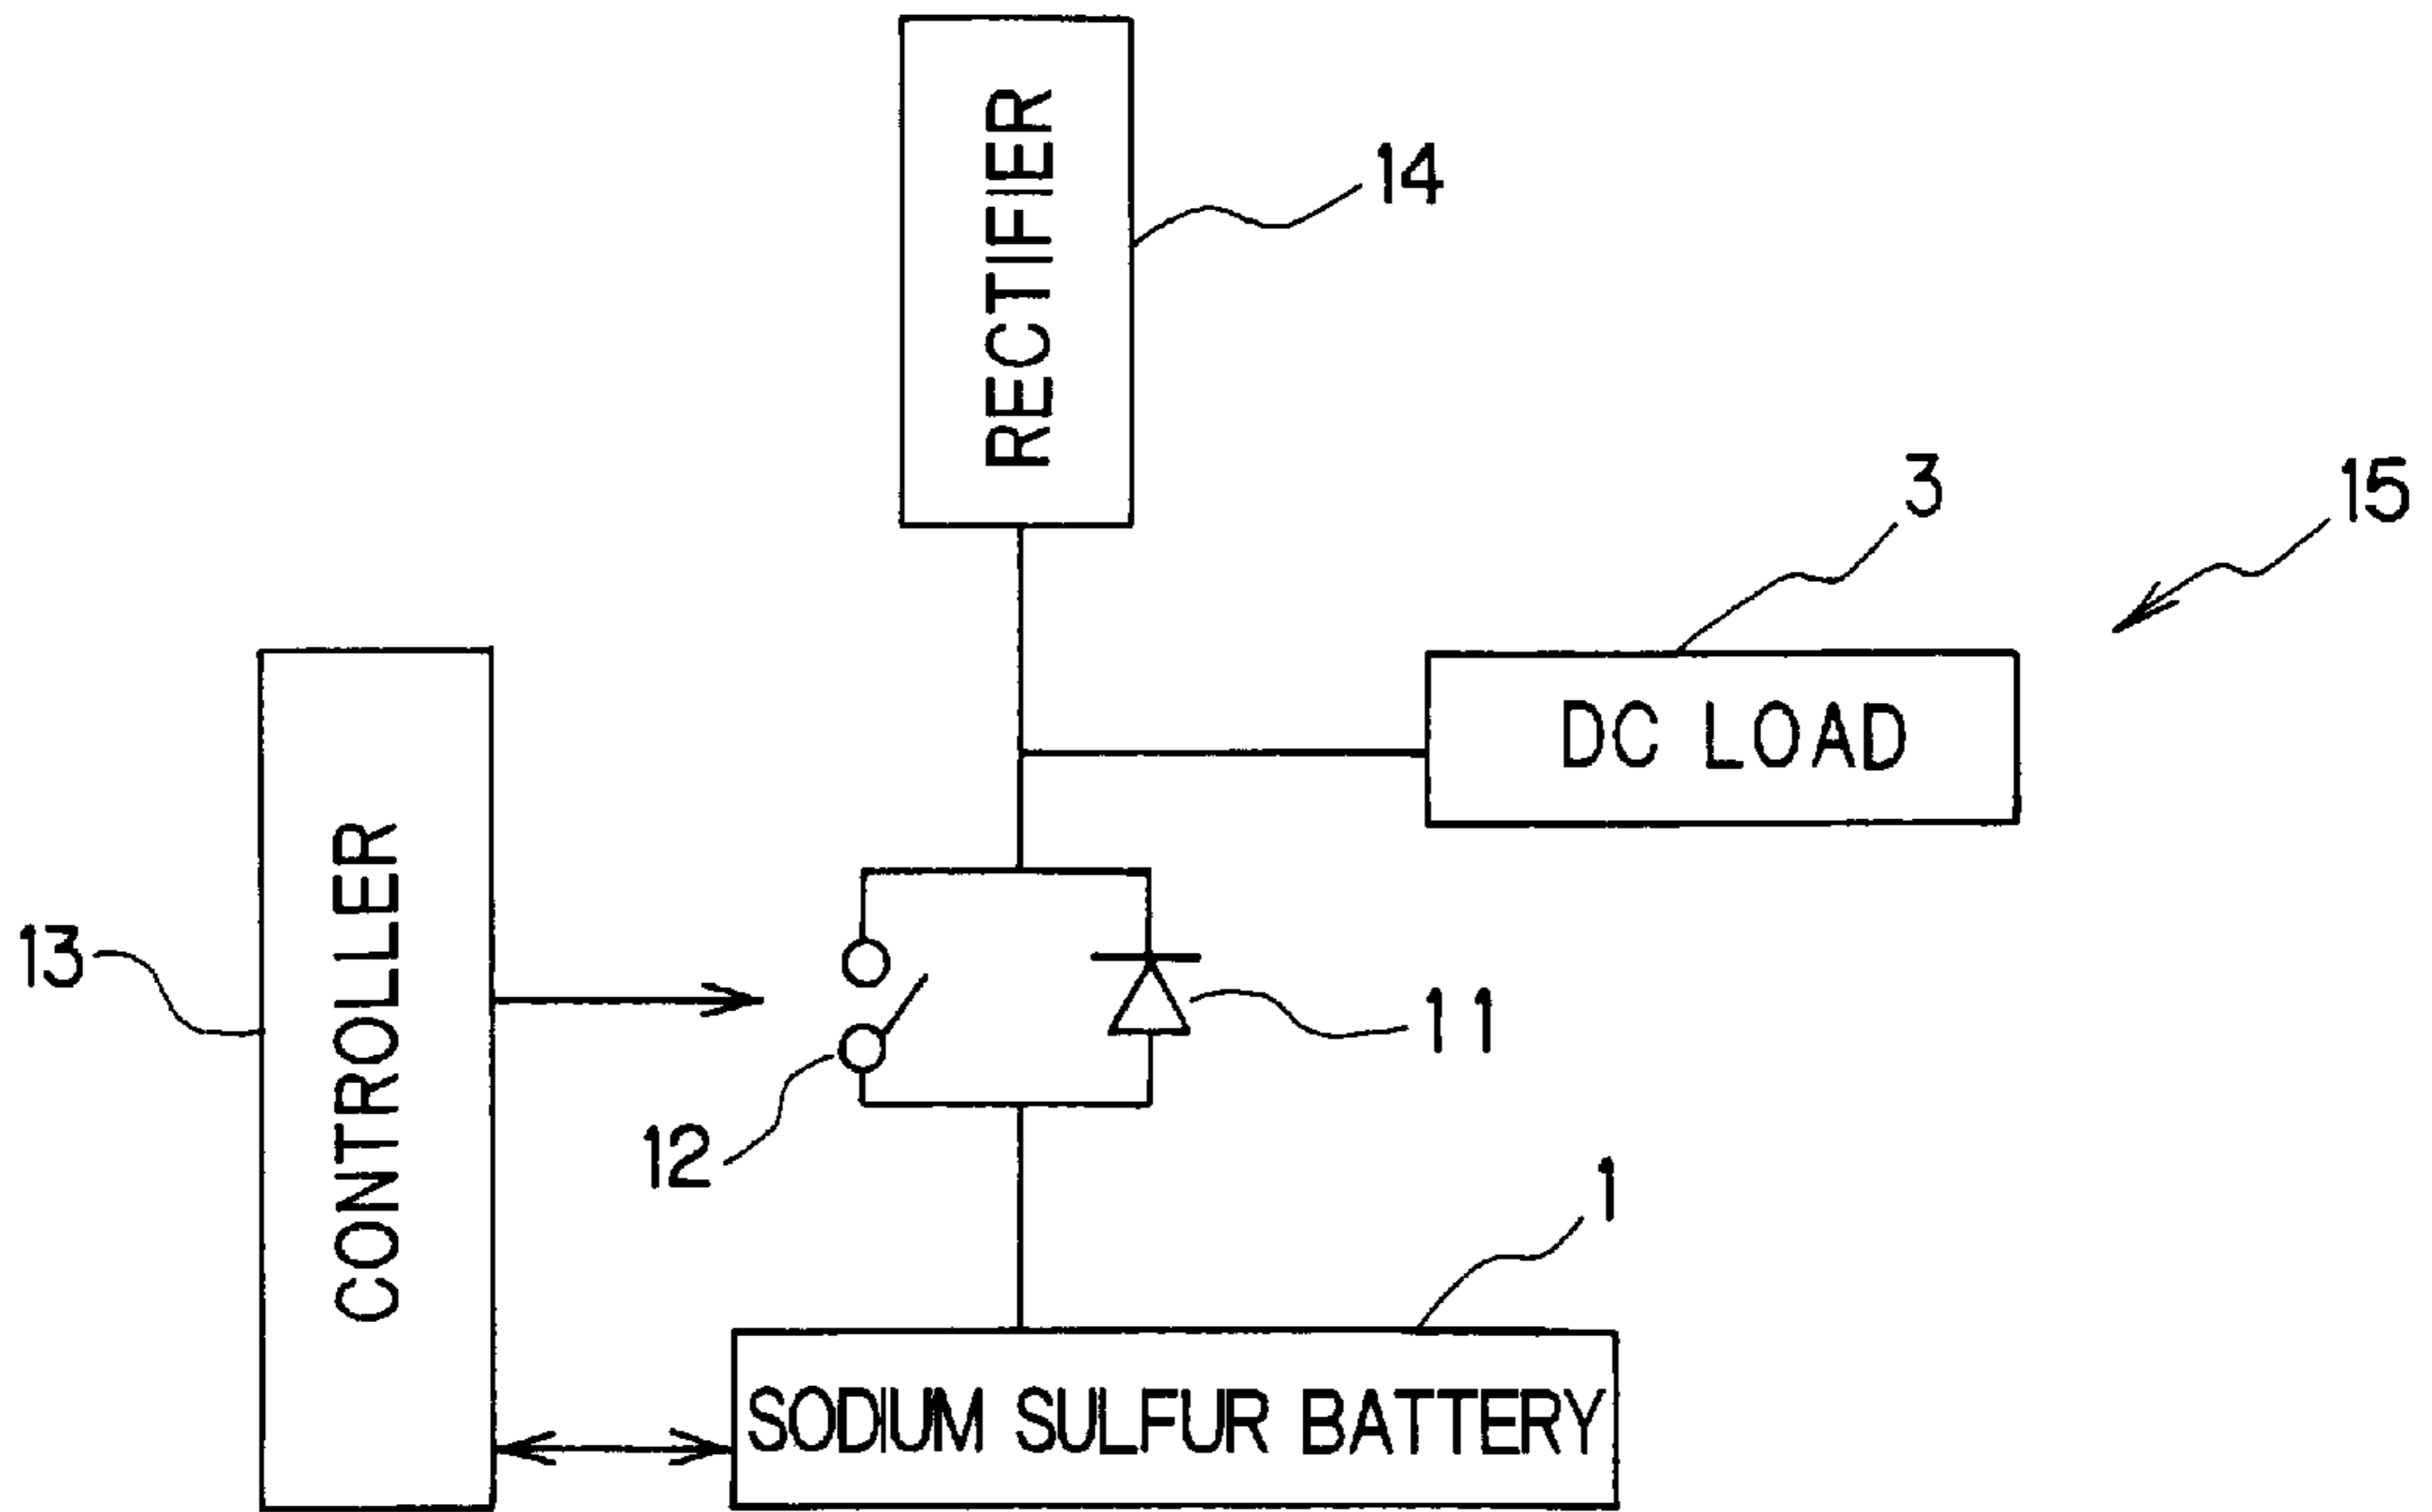 RECTIFIER
14
3
15
DC LOAD
CONTROLLER
13
11
12
1
SODIUM SULFUR BATTERY